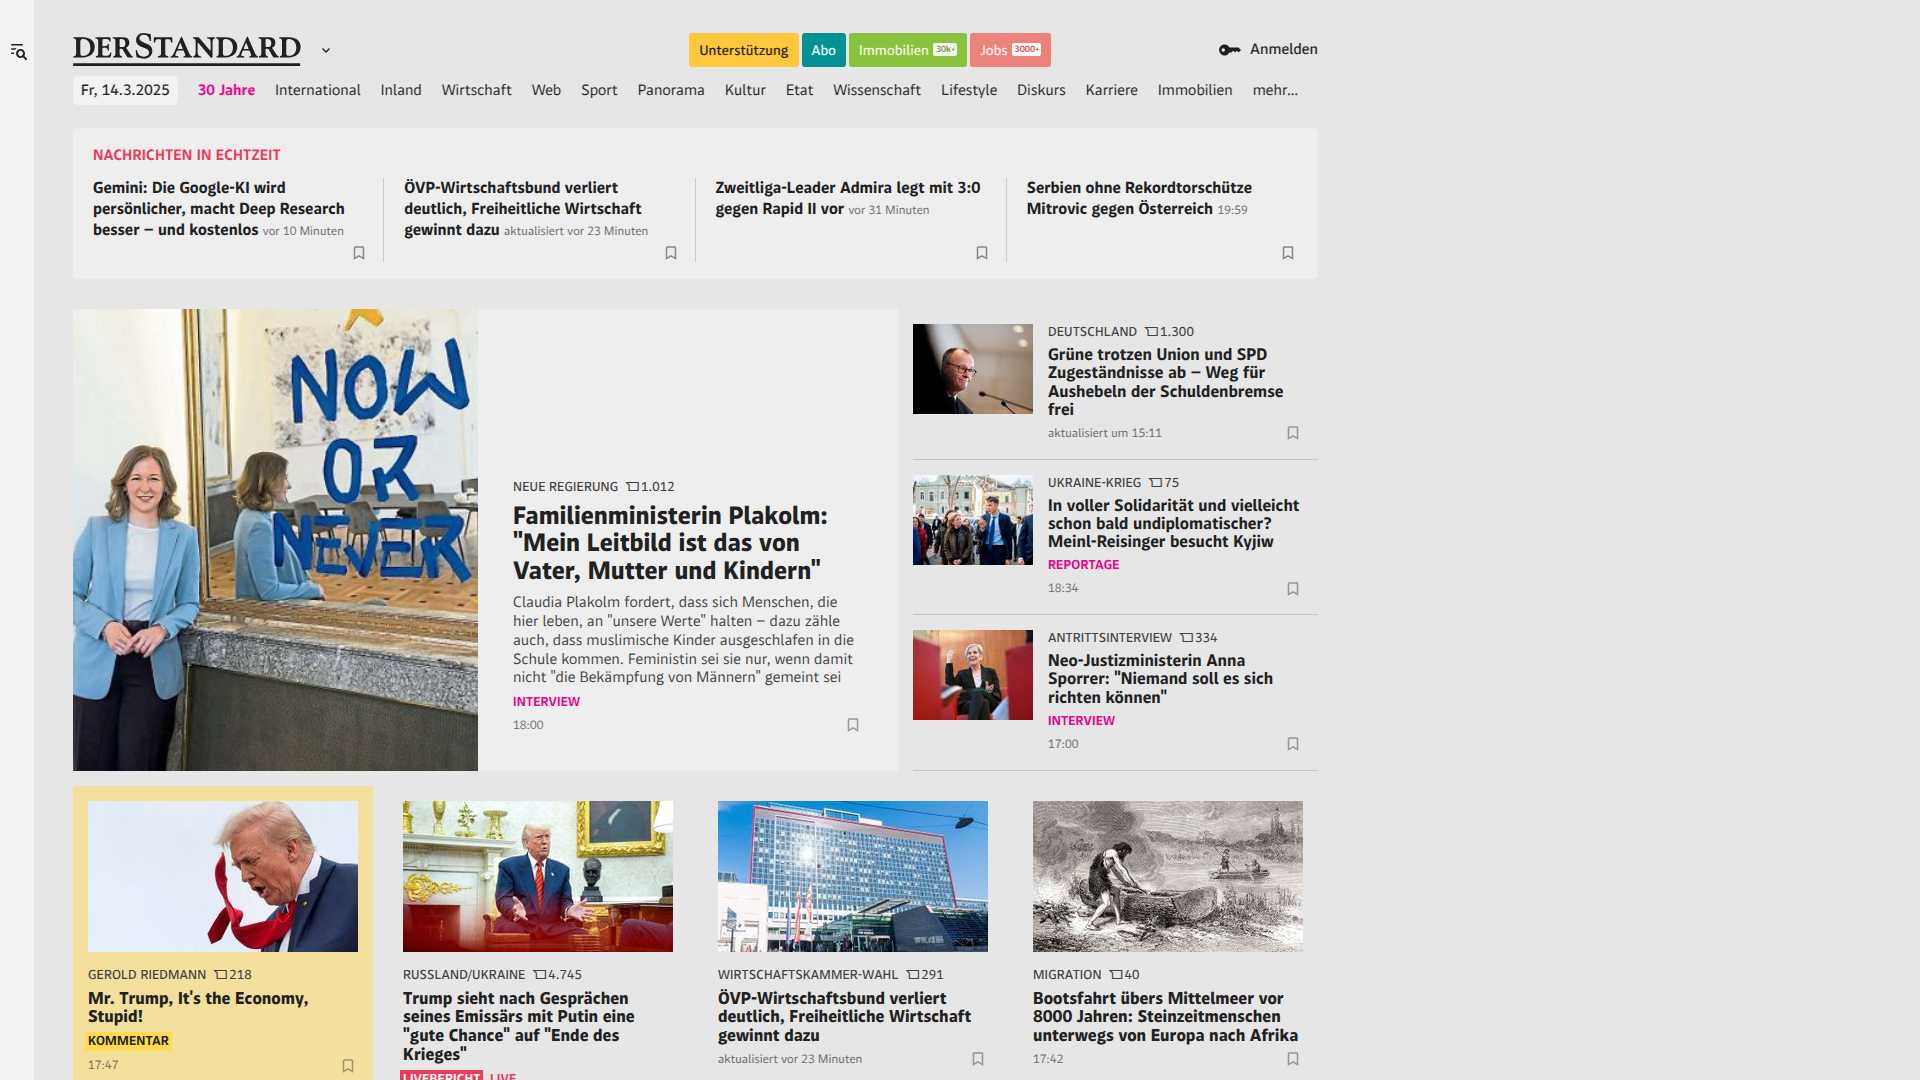 DERSTANDARD
Unterstützung
Abo
Immobilien 30k+
Jobs 3000+
Anmelden
Fr, 14.3.2025
30 Jahre
International
Inland
Wirtschaft
Web
Sport
Panorama
Kultur
Etat
Wissenschaft
Lifestyle
Diskurs
Karriere
Immobilien
mehr...
NACHRICHTEN IN ECHTZEIT
Gemini: Die Google-KI wird
persönlicher, macht Deep Research
besser – und kostenlos vor 10 Minuten
ÖVP-Wirtschaftsbund verliert
deutlich, Freiheitliche Wirtschaft
gewinnt dazu aktualisiert vor 23 Minuten
Zweitliga-Leader Admira legt mit 3:0
gegen Rapid II vor vor 31 Minuten
Serbien ohne Rekordtorschütze
Mitrovic gegen Österreich 19:59
NOW
OR
NEVER
NEUE REGIERUNG 1.012
Familienministerin Plakolm:
"Mein Leitbild ist das von
Vater, Mutter und Kindern"
Claudia Plakolm fordert, dass sich Menschen, die
hier leben, an "unsere Werte" halten – dazu zähle
auch, dass muslimische Kinder ausgeschlafen in die
Schule kommen. Feministin sei sie nur, wenn damit
nicht "die Bekämpfung von Männern" gemeint sei
INTERVIEW
18:00
DEUTSCHLAND 1.300
Grüne trotzen Union und SPD
Zugeständnisse ab – Weg für
Aushebeln der Schuldenbremse
frei
aktualisiert um 15:11
UKRAINE-KRIEG 75
In voller Solidarität und vielleicht
schon bald undiplomatischer?
Meinl-Reisinger besucht Kyjiw
REPORTAGE
18:34
ANTRITTSINTERVIEW 334
Neo-Justizministerin Anna
Sporrer: "Niemand soll es sich
richten können"
INTERVIEW
17:00
GEROLD RIEDMANN 218
Mr. Trump, It's the Economy,
Stupid!
KOMMENTAR
17:47
RUSSLAND/UKRAINE 4.745
Trump sieht nach Gesprächen
seines Emissärs mit Putin eine
"gute Chance" auf "Ende des
Krieges"
LIVEBERICHT LIVE
WIRTSCHAFTSKAMMER-WAHL 291
ÖVP-Wirtschaftsbund verliert
deutlich, Freiheitliche Wirtschaft
gewinnt dazu
aktualisiert vor 23 Minuten
MIGRATION 40
Bootsfahrt übers Mittelmeer vor
8000 Jahren: Steinzeitmenschen
unterwegs von Europa nach Afrika
17:42